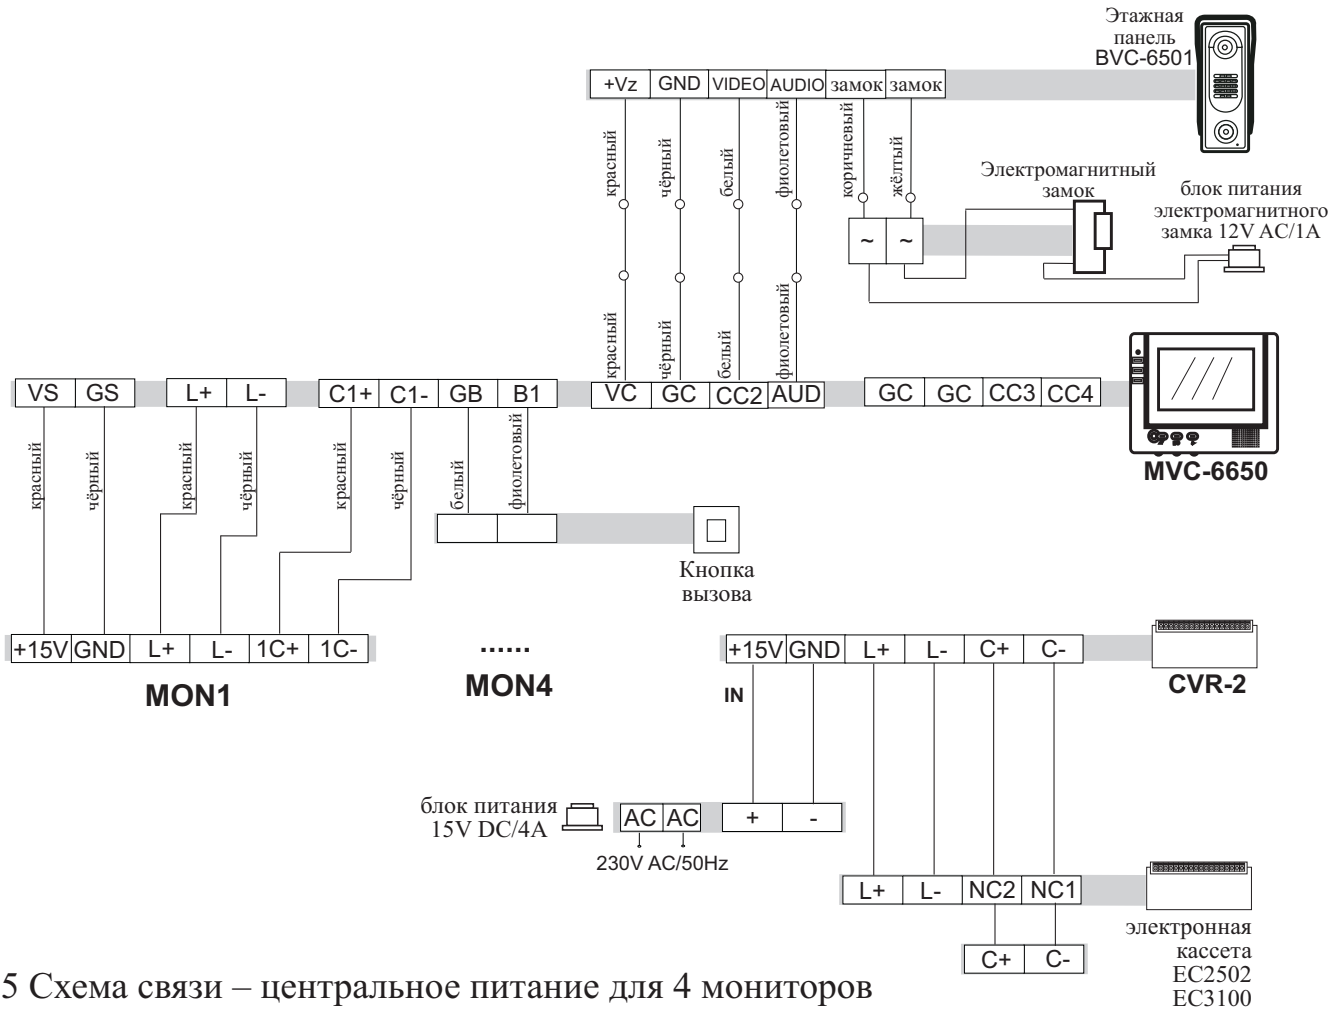 Этажная
панель
BVC-6501
+Vz GND VIDEO AUDIO замок замок
красный чёрный белый фиолетовый коричневый жёлтый
Электромагнитный
замок
блок питания
электромагнитного
замка 12V AC/1A
~ ~
красный чёрный белый фиолетовый
VS GS L+ L- C1+ C1- GB B1 VC GC CC2 AUD GC GC CC3 CC4
MVC-6650
красный чёрный красный чёрный красный чёрный белый фиолетовый
Кнопка
вызова
+15V GND L+ L- 1C+ 1C-
MON1
......
MON4
+15V GND L+ L- C+ C-
CVR-2
IN
блок питания
15V DC/4A
AC AC + -
230V AC/50Hz
L+ L- NC2 NC1
C+ C-
электронная
кассета
EC2502
EC3100
5 Схема связи – центральное питание для 4 мониторов